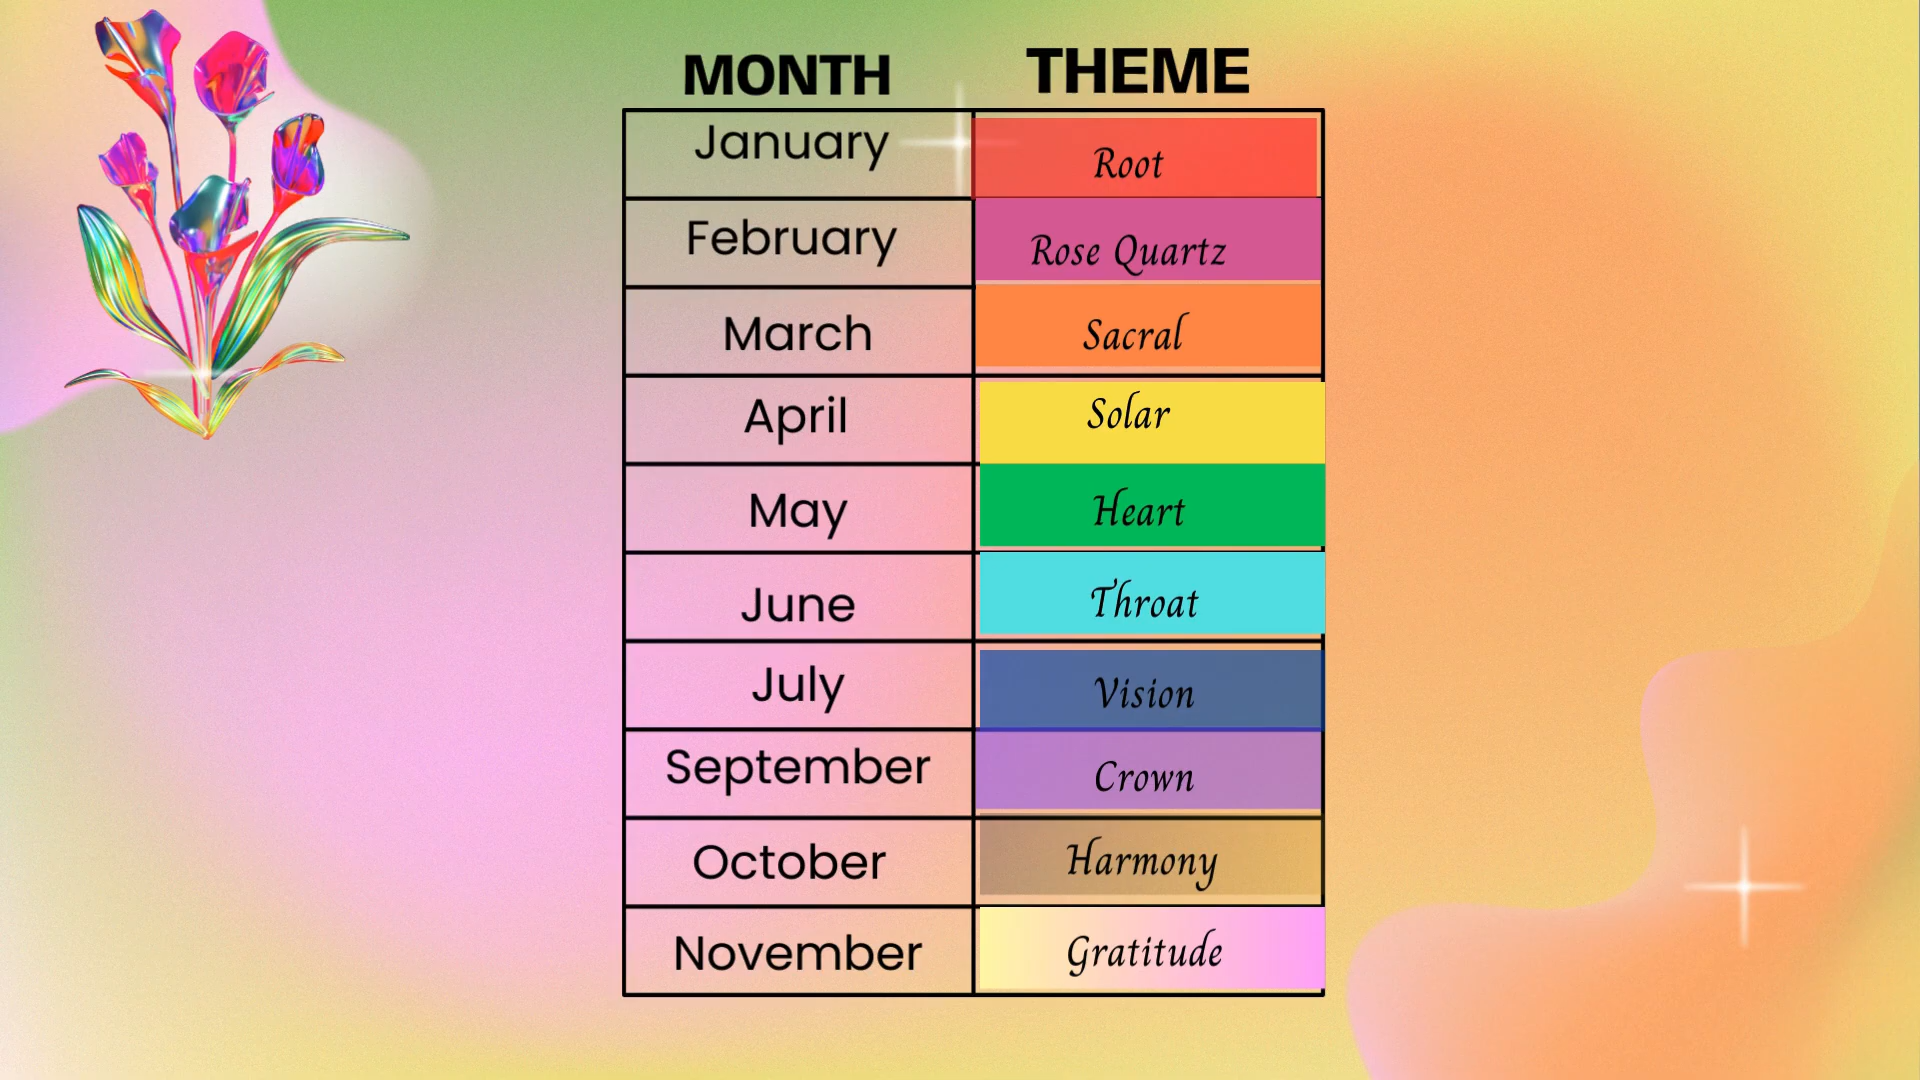 MONTH THEME
January Root
February Rose Quartz
March Sacral
April Solar
May Heart
June Throat
July Vision
September Crown
October Harmony
November Gratitude